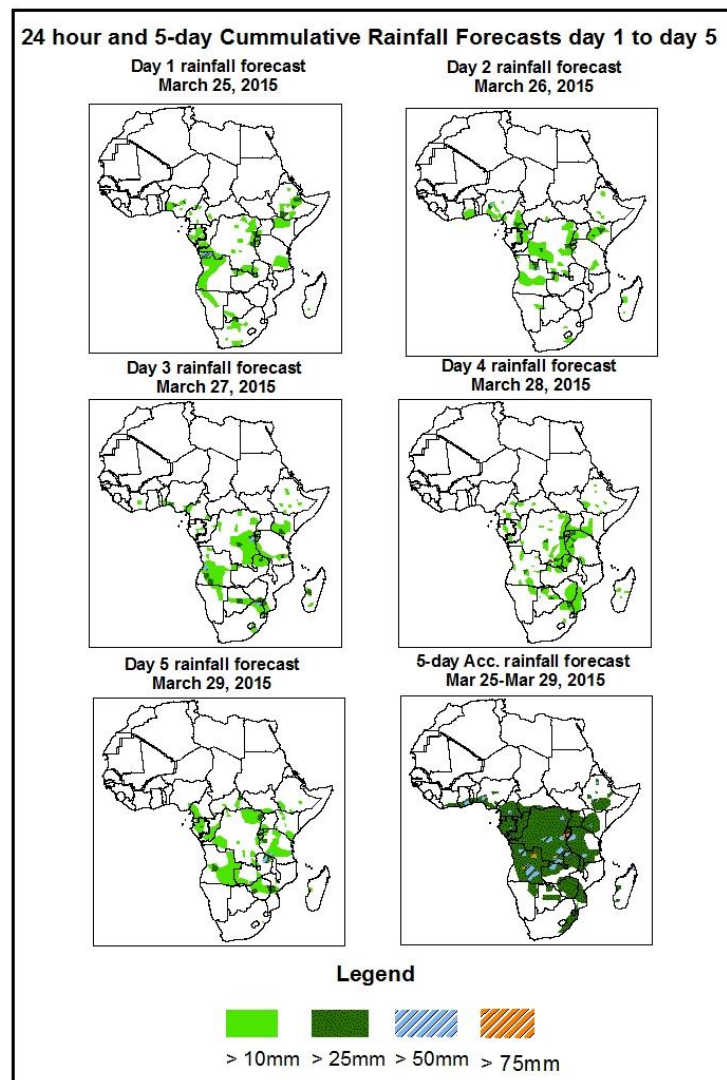 24 hour and 5-day Cummulative Rainfall Forecasts day 1 to day 5
Day 1 rainfall forecast
March 25, 2015
Day 2 rainfall forecast
March 26, 2015
Day 3 rainfall forecast
March 27, 2015
Day 4 rainfall forecast
March 28, 2015
Day 5 rainfall forecast
March 29, 2015
5-day Acc. rainfall forecast
Mar 25-Mar 29, 2015
Legend
> 10mm > 25mm > 50mm > 75mm